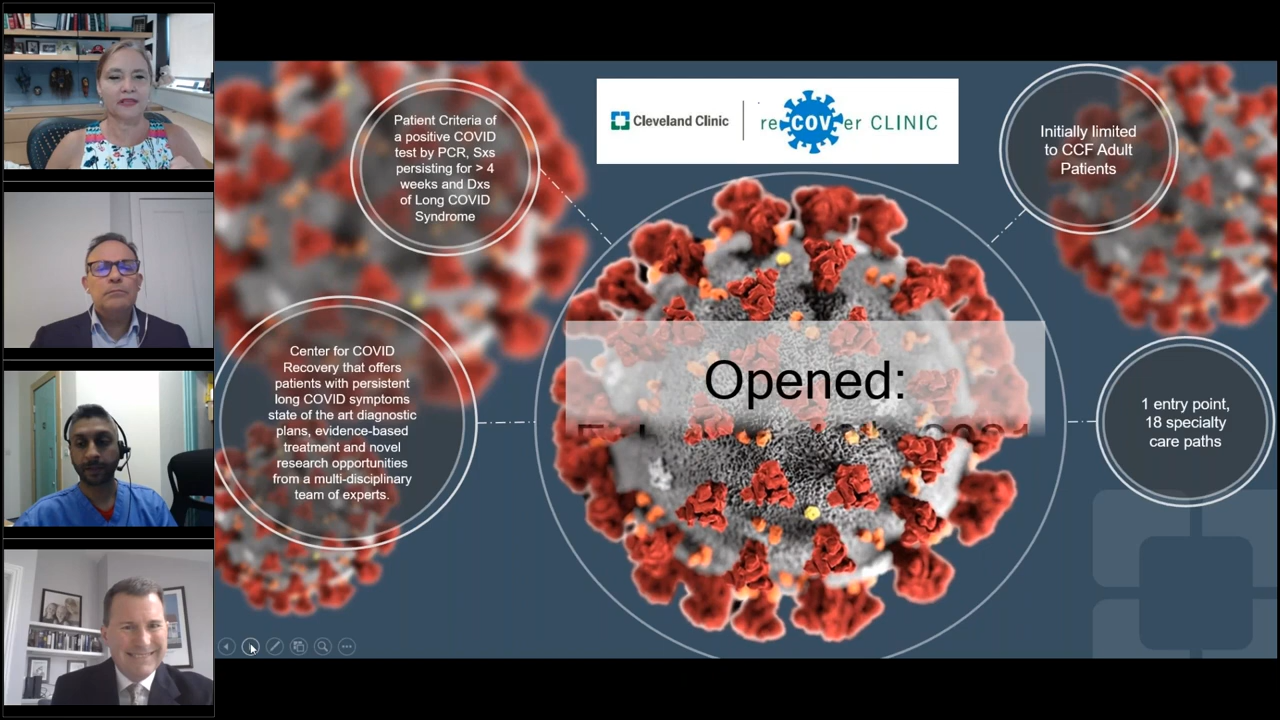 Patient Criteria of
a positive COVID
test by PCR, Sxs
persisting for > 4
weeks and Dxs
of Long COVID
Syndrome
Cleveland Clinic
reCOVer CLINIC
Initially limited
to CCF Adult
Patients
Center for COVID
Recovery that offers
patients with persistent
long COVID symptoms
state of the art diagnostic
plans, evidence-based
treatment and novel
research opportunities
from a multi-disciplinary
team of experts.
Opened:
1 entry point,
18 specialty
care paths